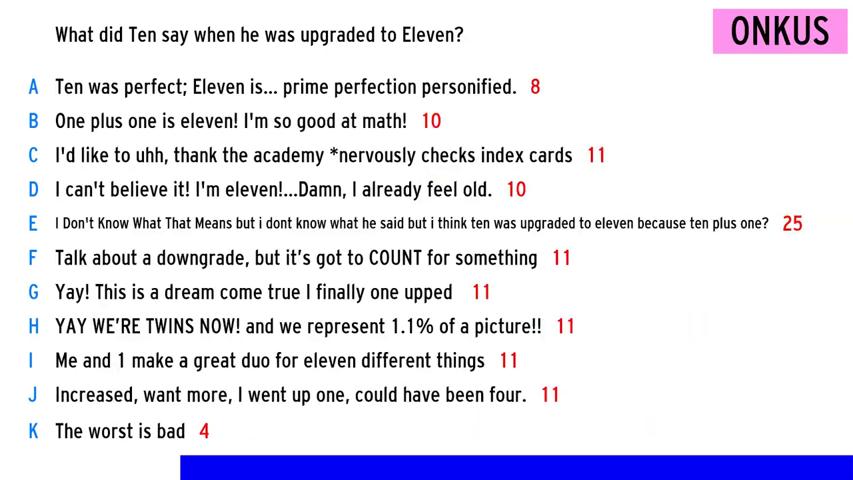 What did Ten say when he was upgraded to Eleven?
ONKUS
A Ten was perfect; Eleven is... prime perfection personified. 8
B One plus one is eleven! I'm so good at math! 10
C I'd like to uhh, thank the academy *nervously checks index cards 11
D I can't believe it! I'm eleven!...Damn, I already feel old. 10
E I Don't Know What That Means but i dont know what he said but i think ten was upgraded to eleven because ten plus one? 25
F Talk about a downgrade, but it’s got to COUNT for something 11
G Yay! This is a dream come true I finally one upped 11
H YAY WE’RE TWINS NOW! and we represent 1.1% of a picture!! 11
I Me and 1 make a great duo for eleven different things 11
J Increased, want more, I went up one, could have been four. 11
K The worst is bad 4